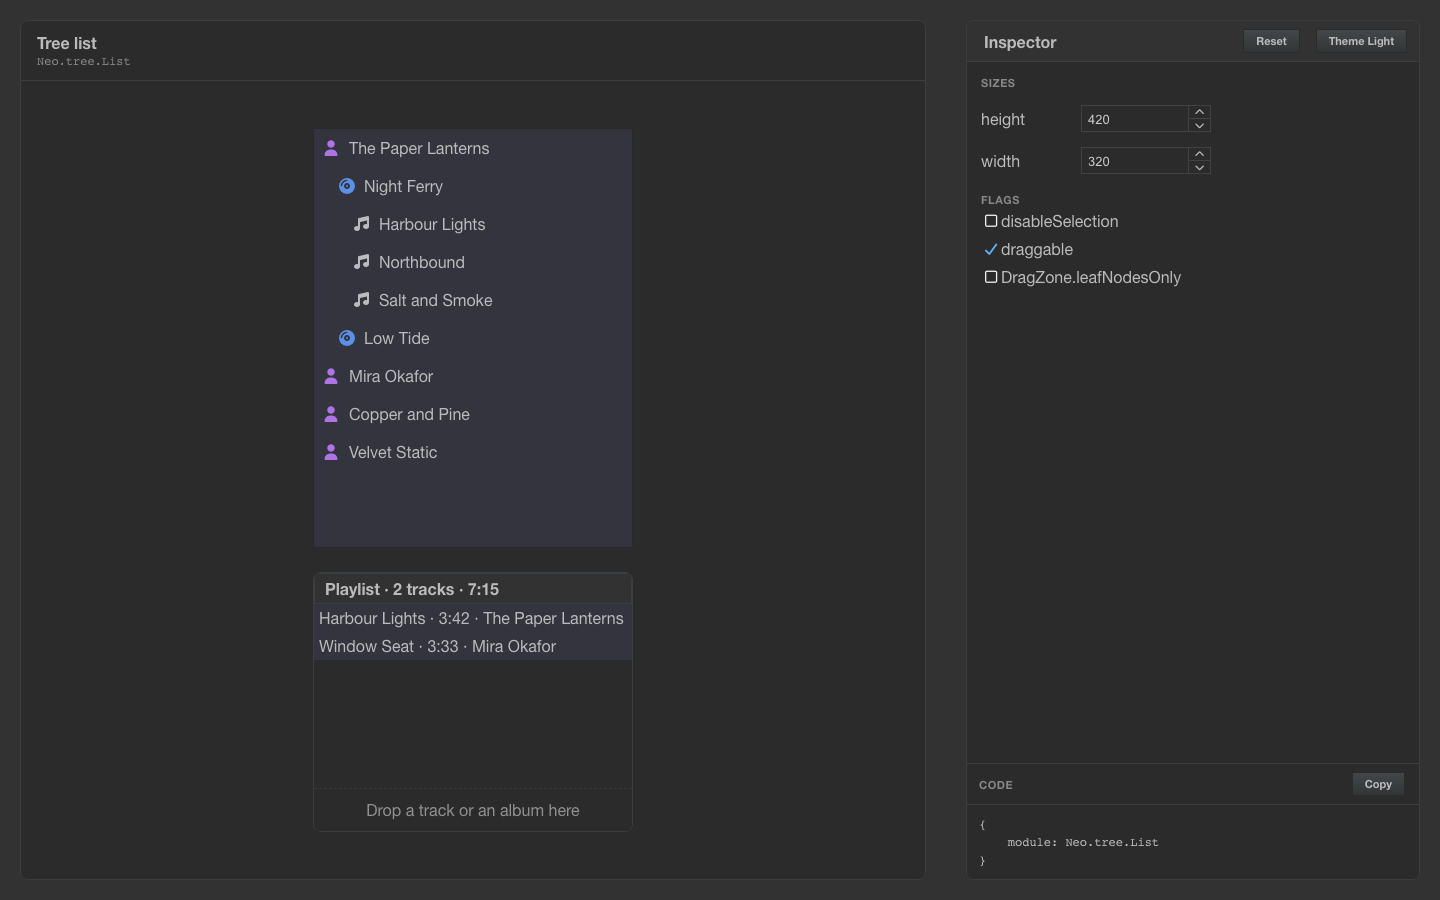 Tree list
Neo.tree.List
The Paper Lanterns
Night Ferry
Harbour Lights
Northbound
Salt and Smoke
Low Tide
Mira Okafor
Copper and Pine
Velvet Static
Playlist · 2 tracks · 7:15
Harbour Lights · 3:42 · The Paper Lanterns
Window Seat · 3:33 · Mira Okafor
Drop a track or an album here
Inspector
Reset
Theme Light
SIZES
height
420
width
320
FLAGS
disableSelection
draggable
DragZone.leafNodesOnly
CODE
Copy
{
    module: Neo.tree.List
}